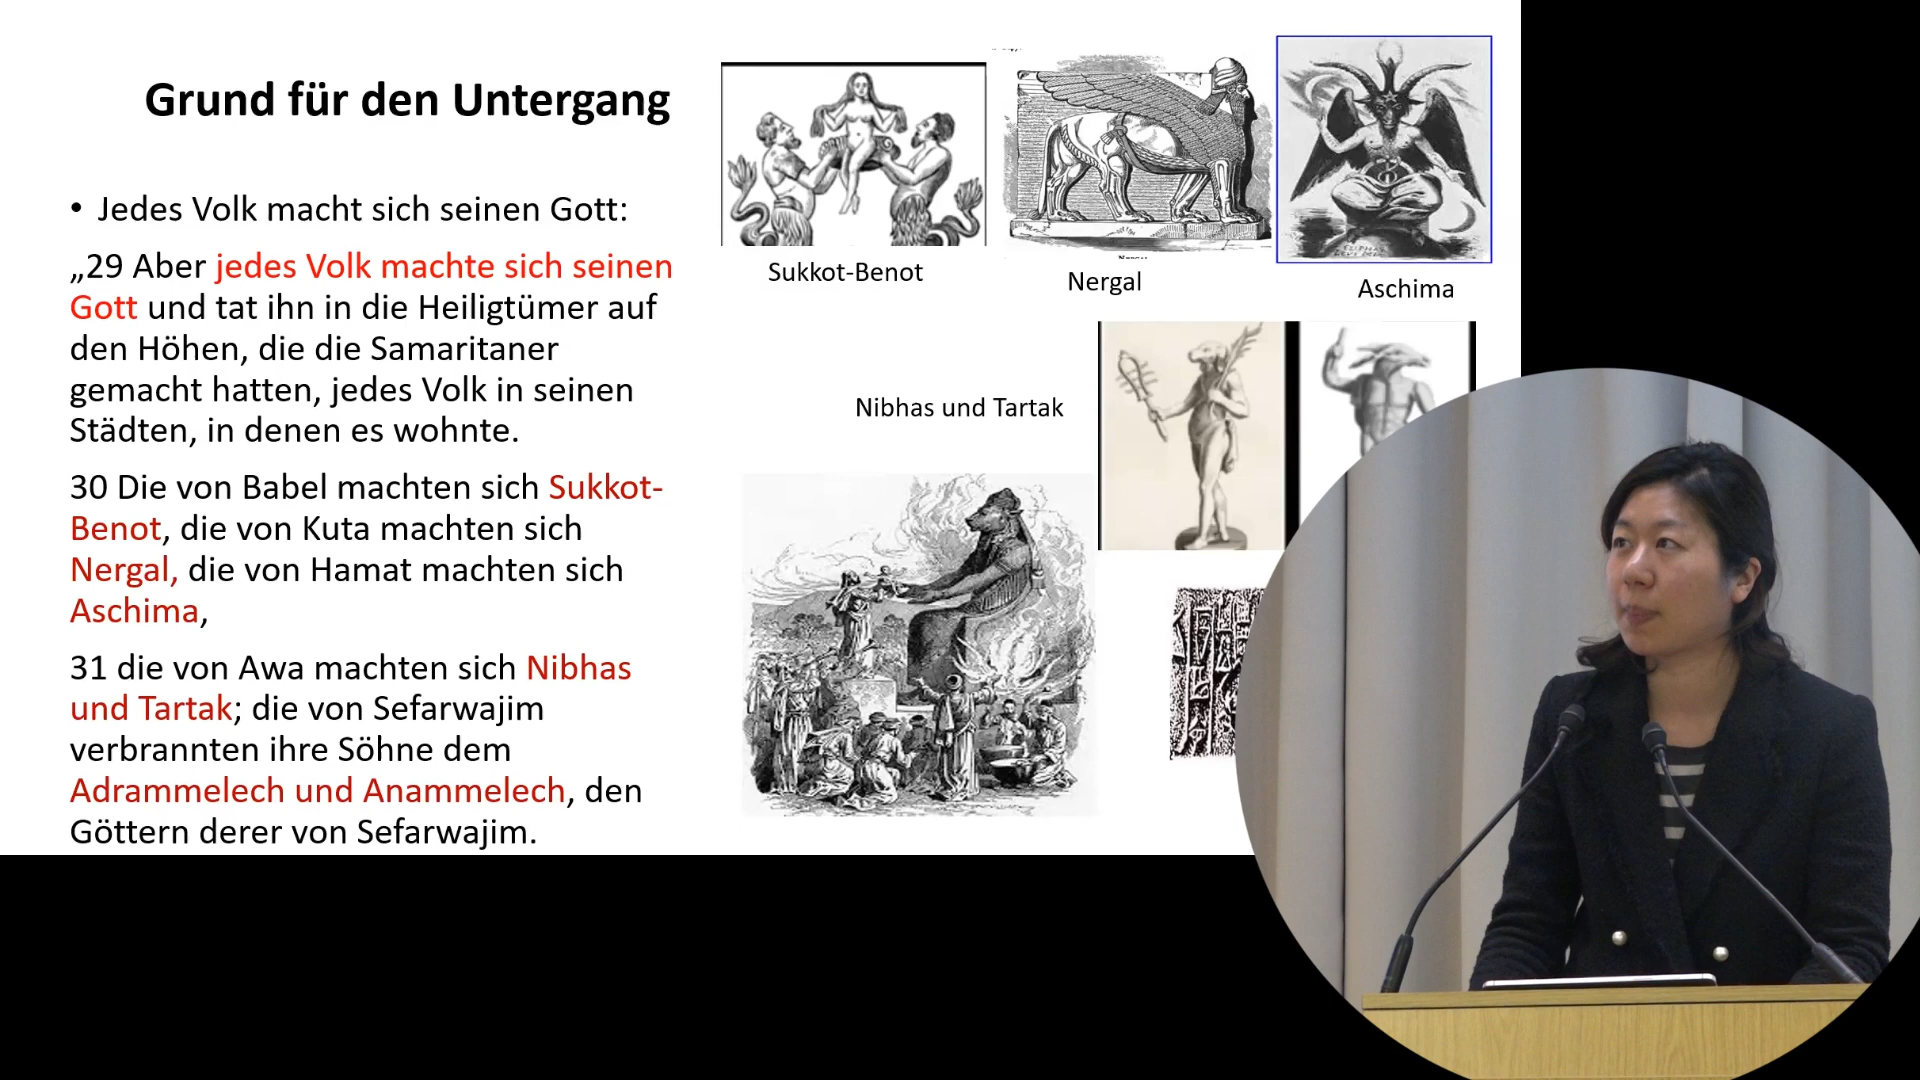 Grund für den Untergang
• Jedes Volk macht sich seinen Gott:
„29 Aber jedes Volk machte sich seinen
Gott und tat ihn in die Heiligtümer auf
den Höhen, die die Samaritaner
gemacht hatten, jedes Volk in seinen
Städten, in denen es wohnte.
30 Die von Babel machten sich Sukkot-
Benot, die von Kuta machten sich
Nergal, die von Hamat machten sich
Aschima,
31 die von Awa machten sich Nibhas
und Tartak; die von Sefarwajim
verbrannten ihre Söhne dem
Adrammelech und Anammelech, den
Göttern derer von Sefarwajim.
Sukkot-Benot
Nergal
Aschima
Nibhas und Tartak